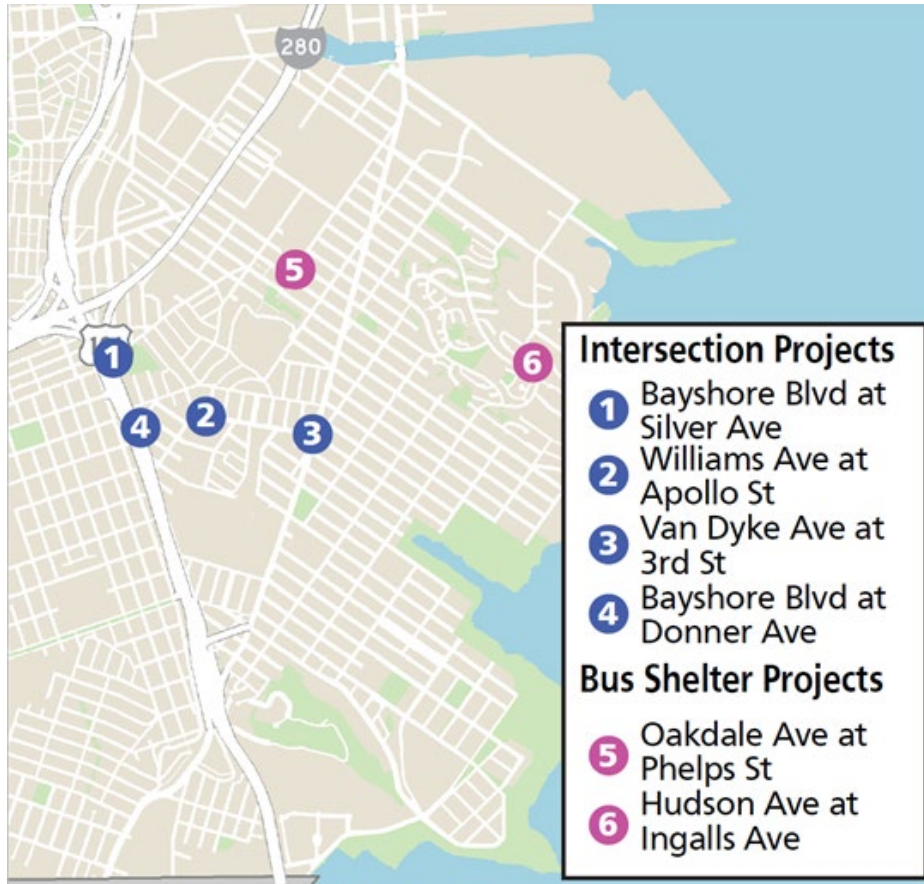 280
1
5
6
2
4
3
Intersection Projects
1 Bayshore Blvd at
Silver Ave
2 Williams Ave at
Apollo St
3 Van Dyke Ave at
3rd St
4 Bayshore Blvd at
Donner Ave
Bus Shelter Projects
5 Oakdale Ave at
Phelps St
6 Hudson Ave at
Ingalls Ave